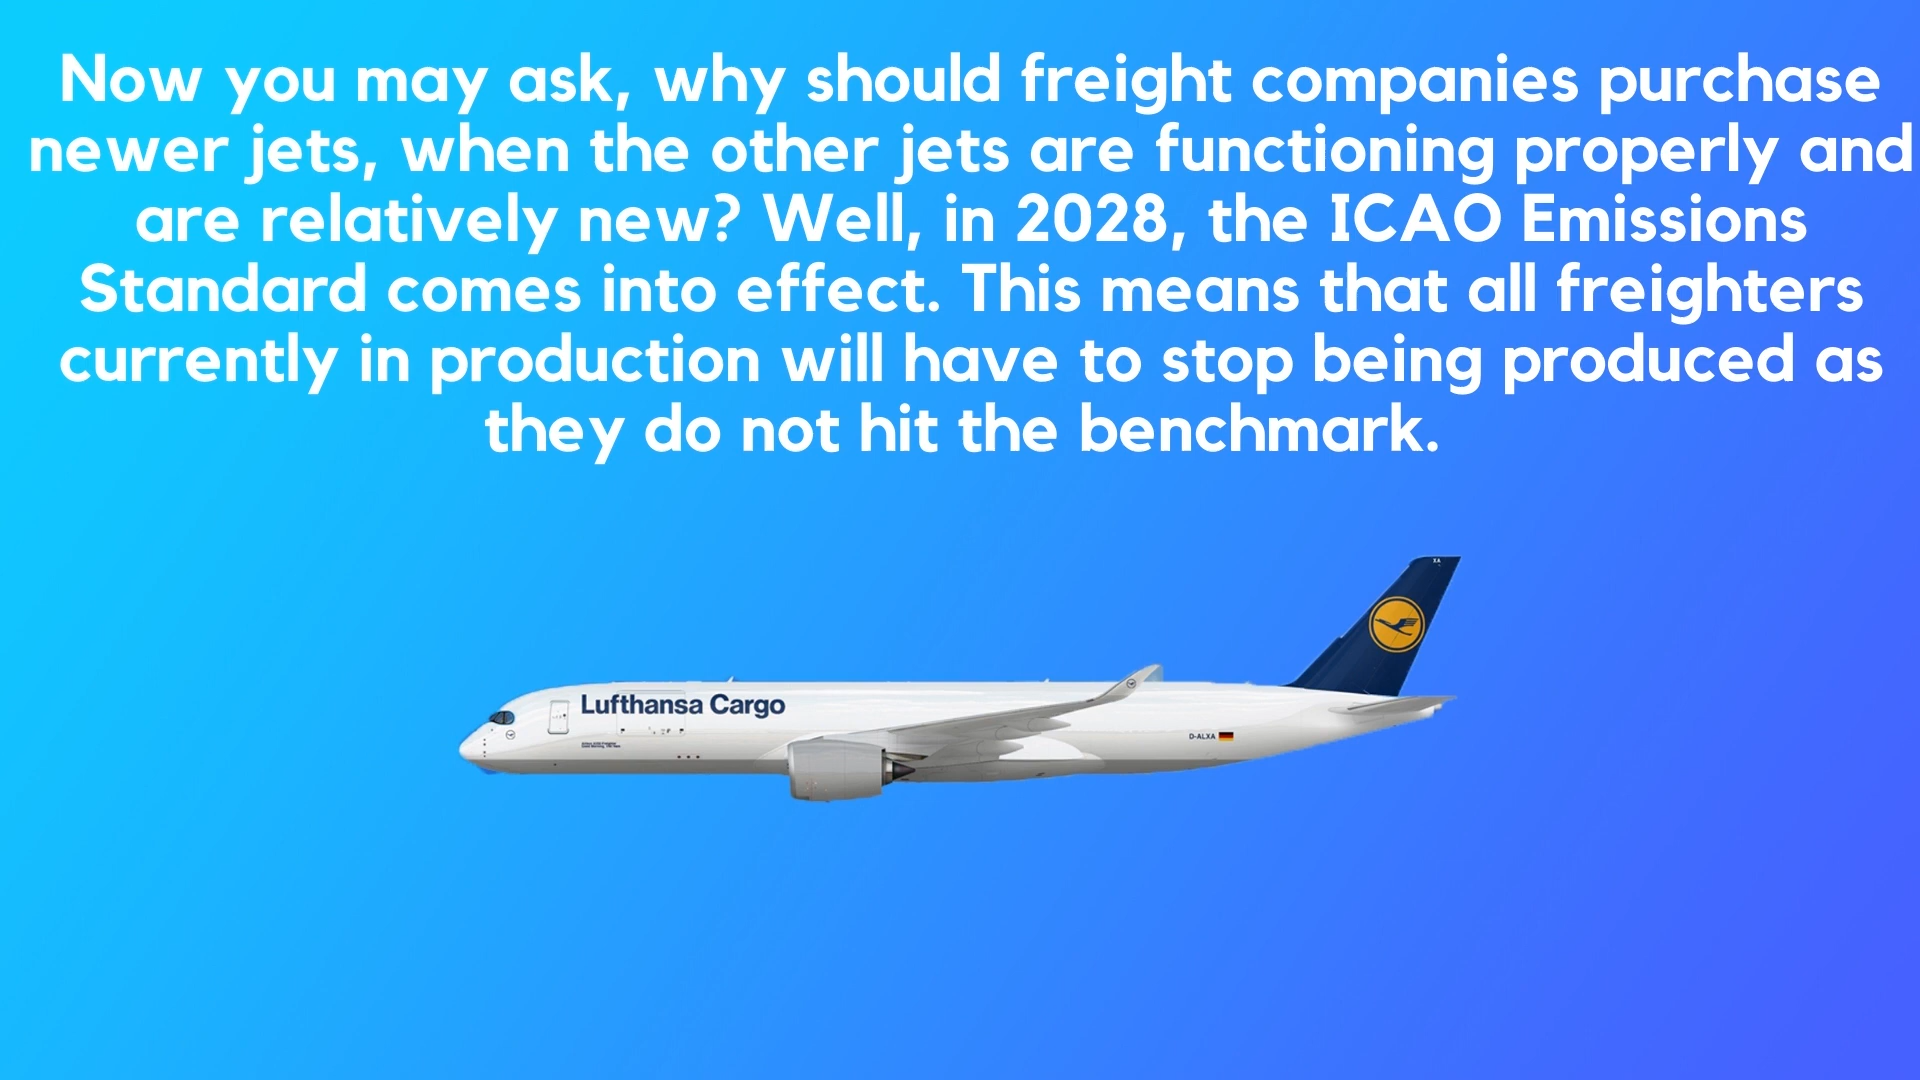 Now you may ask, why should freight companies purchase
newer jets, when the other jets are functioning properly and
are relatively new? Well, in 2028, the ICAO Emissions
Standard comes into effect. This means that all freighters
currently in production will have to stop being produced as
they do not hit the benchmark.
XA
Lufthansa Cargo
D-ALXA